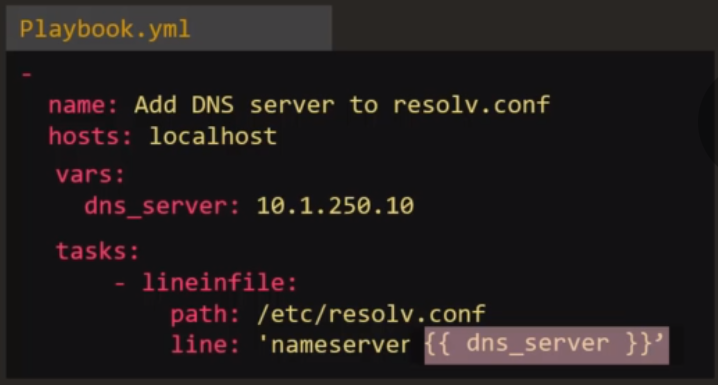 Playbook.yml
-
name: Add DNS server to resolv.conf
hosts: localhost
vars:
dns_server: 10.1.250.10
tasks:
- lineinfile:
path: /etc/resolv.conf
line: 'nameserver {{ dns_server }}’